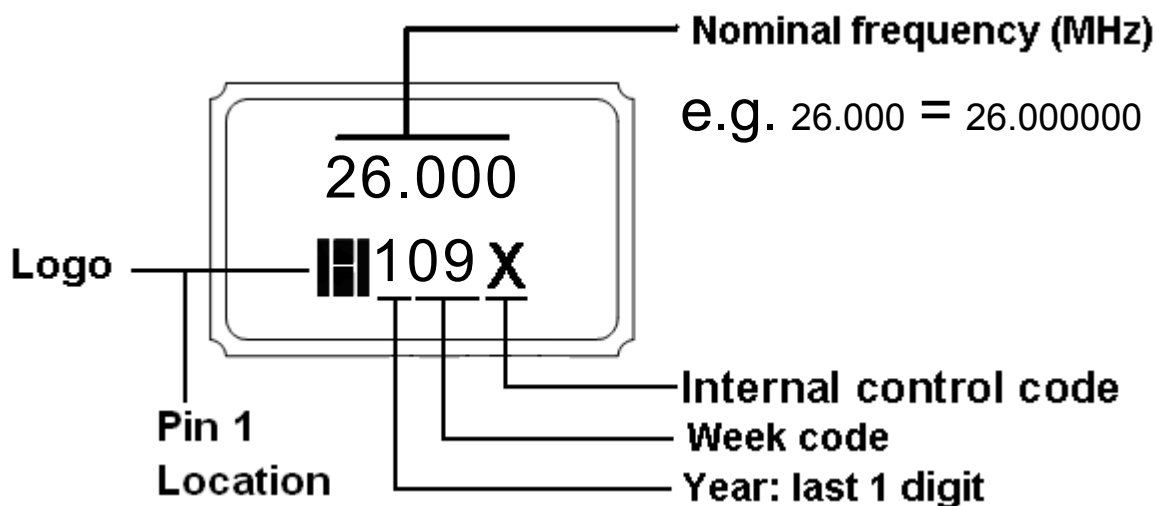 Nominal frequency (MHz)
e.g. 26.000 = 26.000000
26.000
Logo
109 X
Internal control code
Pin 1
Location
Week code
Year: last 1 digit